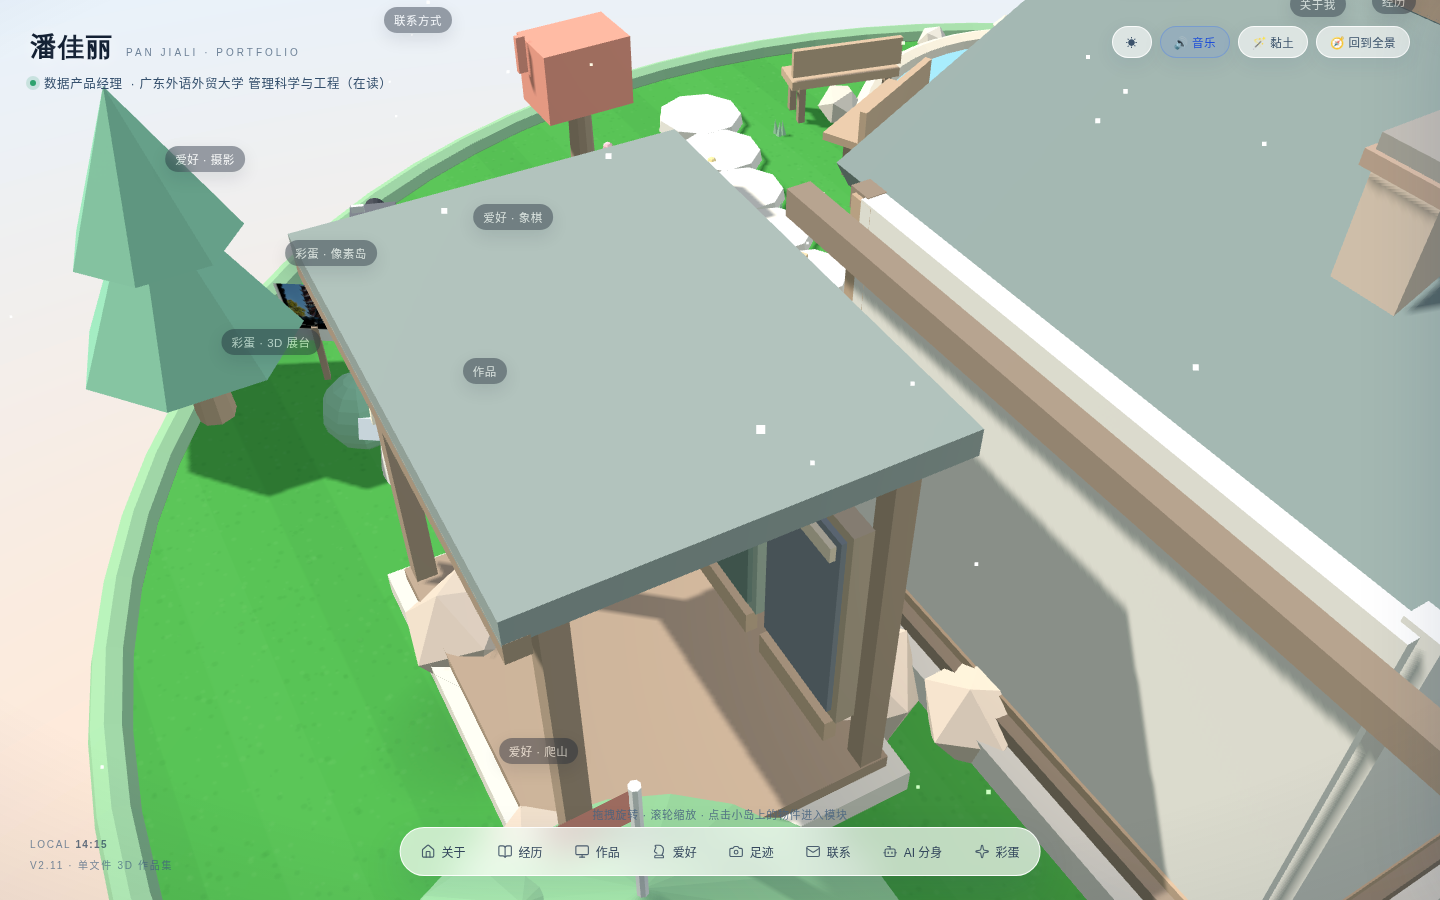 联系方式
关于我
经历
潘佳丽 PAN JIALI · PORTFOLIO
数据产品经理 · 广东外语外贸大学 管理科学与工程（在读）
音乐
黏土
回到全景
爱好 · 摄影
爱好 · 象棋
彩蛋 · 像素岛
彩蛋 · 3D 展台
作品
爱好 · 爬山
拖拽旋转 · 滚轮缩放 · 点击小岛上的物件进入模块
LOCAL 14:15
V2.11 · 单文件 3D 作品集
关于
经历
作品
爱好
足迹
联系
AI 分身
彩蛋